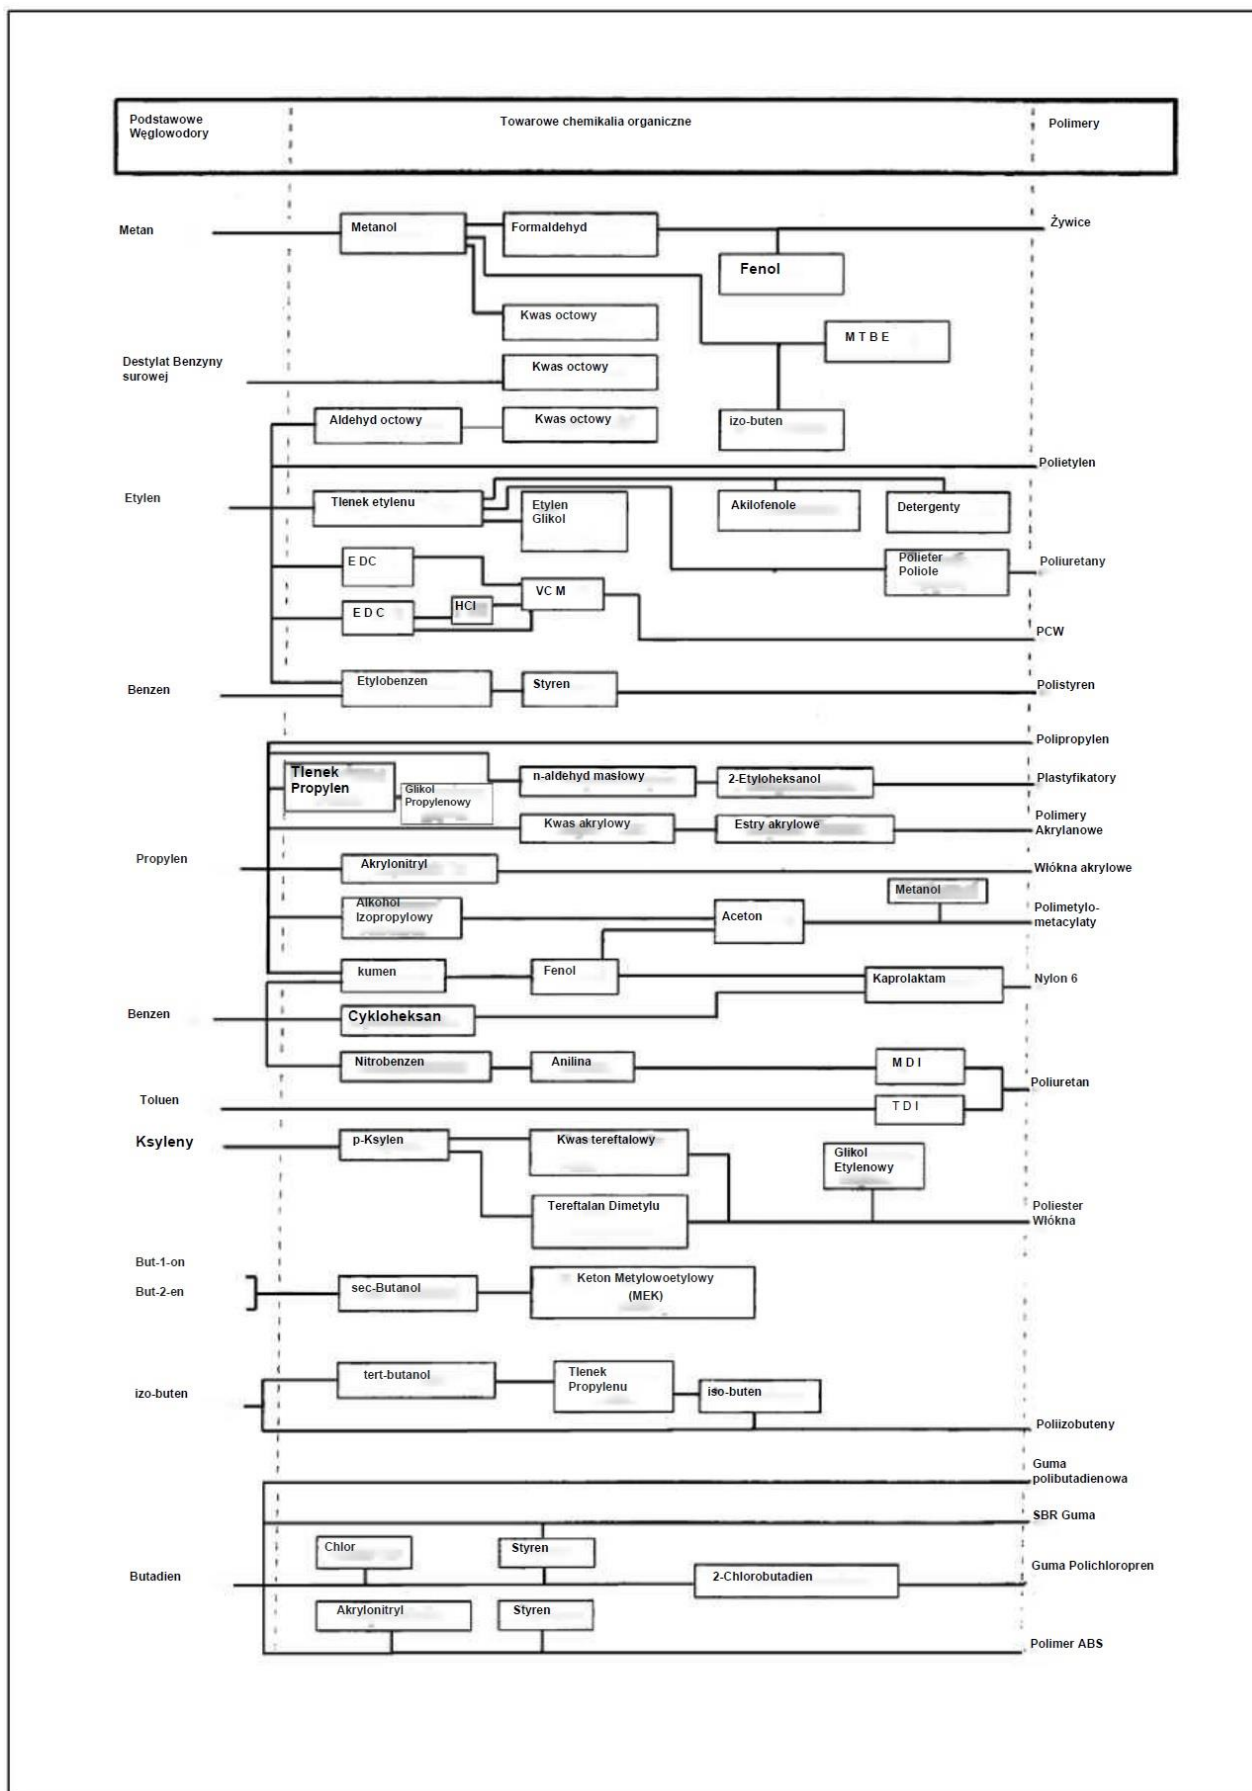 Podstawowe
Węglowodory
Towarowe chemikalia organiczne
Polimery
Metan
Metanol
Formaldehyd
Żywice
Fenol
Kwas octowy
M T B E
Destylat Benzyny
surowej
Kwas octowy
Aldehyd octowy
Kwas octowy
izo-buten
Polietylen
Etylen
Tlenek etylenu
Etylen
Glikol
Akilofenole
Detergenty
E DC
VC M
Polieter
Poliole
Poliuretany
E D C
HCI
PCW
Benzen
Etylobenzen
Styren
Polistyren
Polipropylen
Tlenek
Propylen
Glikol
Propylenowy
n-aldehyd masłowy
2-Etyloheksanol
Plastyfikatory
Kwas akrylowy
Estry akrylowe
Polimery
Akrylanowe
Propylen
Akrylonitryl
Włókna akrylowe
Alkohol
Izopropylowy
Aceton
Metanol
Polimetylo-
metacylaty
kumen
Fenol
Kaprolaktam
Nylon 6
Benzen
Cykloheksan
Nitrobenzen
Anilina
M D I
Poliuretan
Toluen
T D I
Ksyleny
p-Ksylen
Kwas tereftalowy
Glikol
Etylenowy
Tereftalan Dimetylu
Poliester
Włókna
But-1-on
But-2-en
sec-Butanol
Keton Metylowoetylowy
(MEK)
izo-buten
tert-butanol
Tlenek
Propylenu
iso-buten
Poliizobuteny
Guma
polibutadienowa
SBR Guma
Chlor
Styren
Butadien
2-Chlorobutadien
Guma Polichloropren
Akrylonitryl
Styren
Polimer ABS